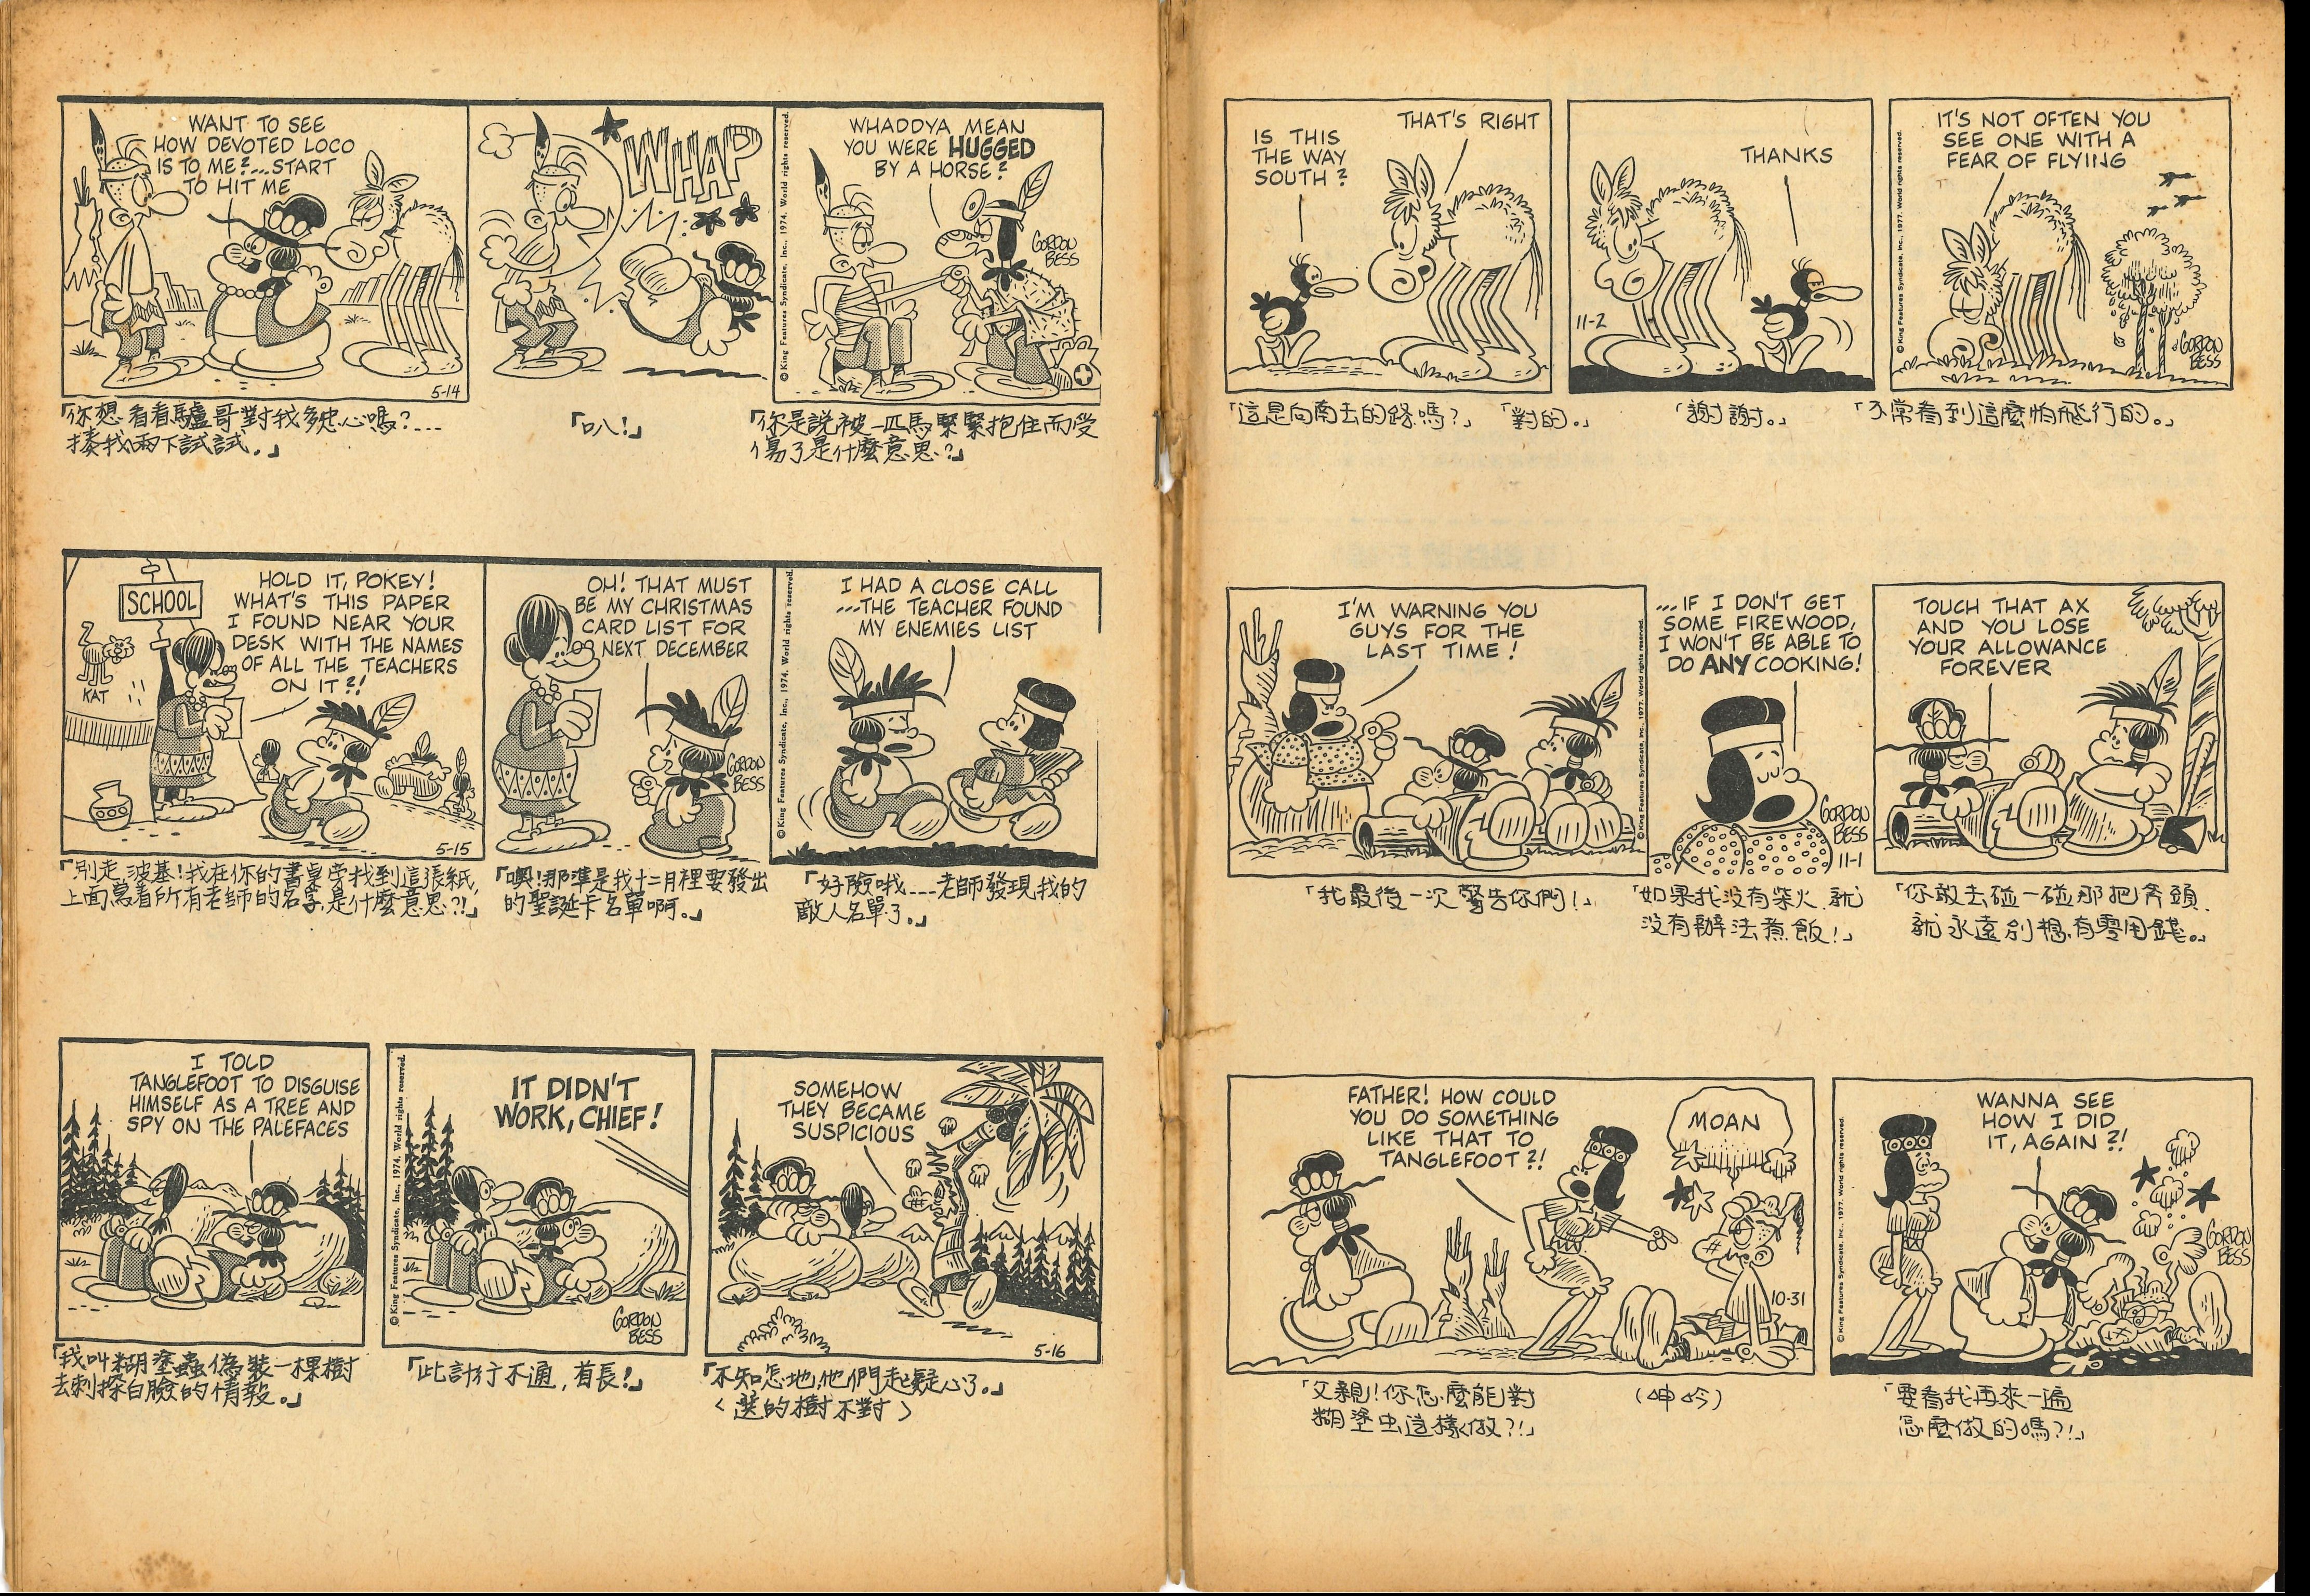 WANT TO SEE
HOW DEVOTED LOCO
IS TO ME?...START
TO HIT ME
5-14
「你想看看驢哥對我多忠心嗎?...
揍我兩下試試。」
WHAP
「叭!」
WHADDYA MEAN
YOU WERE HUGGED
BY A HORSE?
GORDON
BESS
© King Features Syndicate, Inc., 1974. World rights reserved.
「你是說被一匹馬緊緊抱住而受
傷了是什麼意思?」
SCHOOL
KAT
HOLD IT, POKEY!
WHAT'S THIS PAPER
I FOUND NEAR YOUR
DESK WITH THE NAMES
OF ALL THE TEACHERS
ON IT?!
5-15
「別走,波基!我在你的書桌旁找到這張紙,
上面寫着所有老師的名字,是什麼意思?!」
OH! THAT MUST
BE MY CHRISTMAS
CARD LIST FOR
NEXT DECEMBER
GORDON
BESS
「噢!那準是我十二月裡要發出
的聖誕卡名單啊。」
I HAD A CLOSE CALL
...THE TEACHER FOUND
MY ENEMIES LIST
© King Features Syndicate, Inc., 1974. World rights reserved.
「好險哦....老師發現我的
敵人名單了。」
I TOLD
TANGLEFOOT TO DISGUISE
HIMSELF AS A TREE AND
SPY ON THE PALEFACES
「我叫糊塗蟲偽裝一棵樹
去刺探白臉的情報。」
IT DIDN'T
WORK, CHIEF!
GORDON
BESS
© King Features Syndicate, Inc., 1974. World rights reserved.
「此計行不通,酋長!」
SOMEHOW
THEY BECAME
SUSPICIOUS
5-16
「不知怎地,他們起疑心了。」
〈選的樹不對〉
IS THIS
THE WAY
SOUTH?
THAT'S RIGHT
「這是向南去的路嗎?」「對的。」
THANKS
11-2
「謝謝。」
IT'S NOT OFTEN YOU
SEE ONE WITH A
FEAR OF FLYING
GORDON
BESS
© King Features Syndicate, Inc., 1977. World rights reserved.
「不常看到這麼怕飛行的。」
I'M WARNING YOU
GUYS FOR THE
LAST TIME!
© King Features Syndicate, Inc., 1977. World rights reserved.
「我最後一次警告你們!」
...IF I DON'T GET
SOME FIREWOOD,
I WON'T BE ABLE TO
DO ANY COOKING!
GORDON
BESS
11-1
「如果我沒有柴火,就
沒有辦法煮飯!」
TOUCH THAT AX
AND YOU LOSE
YOUR ALLOWANCE
FOREVER
「你敢去碰一碰那把斧頭,
就永遠別想有零用錢。」
FATHER! HOW COULD
YOU DO SOMETHING
LIKE THAT TO
TANGLEFOOT?!
MOAN
10-31
「父親!你怎麼能對
糊塗虫這樣做?!」
(呻吟)
WANNA SEE
HOW I DID
IT, AGAIN?!
GORDON
BESS
© King Features Syndicate, Inc., 1977. World rights reserved.
「要看我再來一遍
怎麼做的嗎?!」